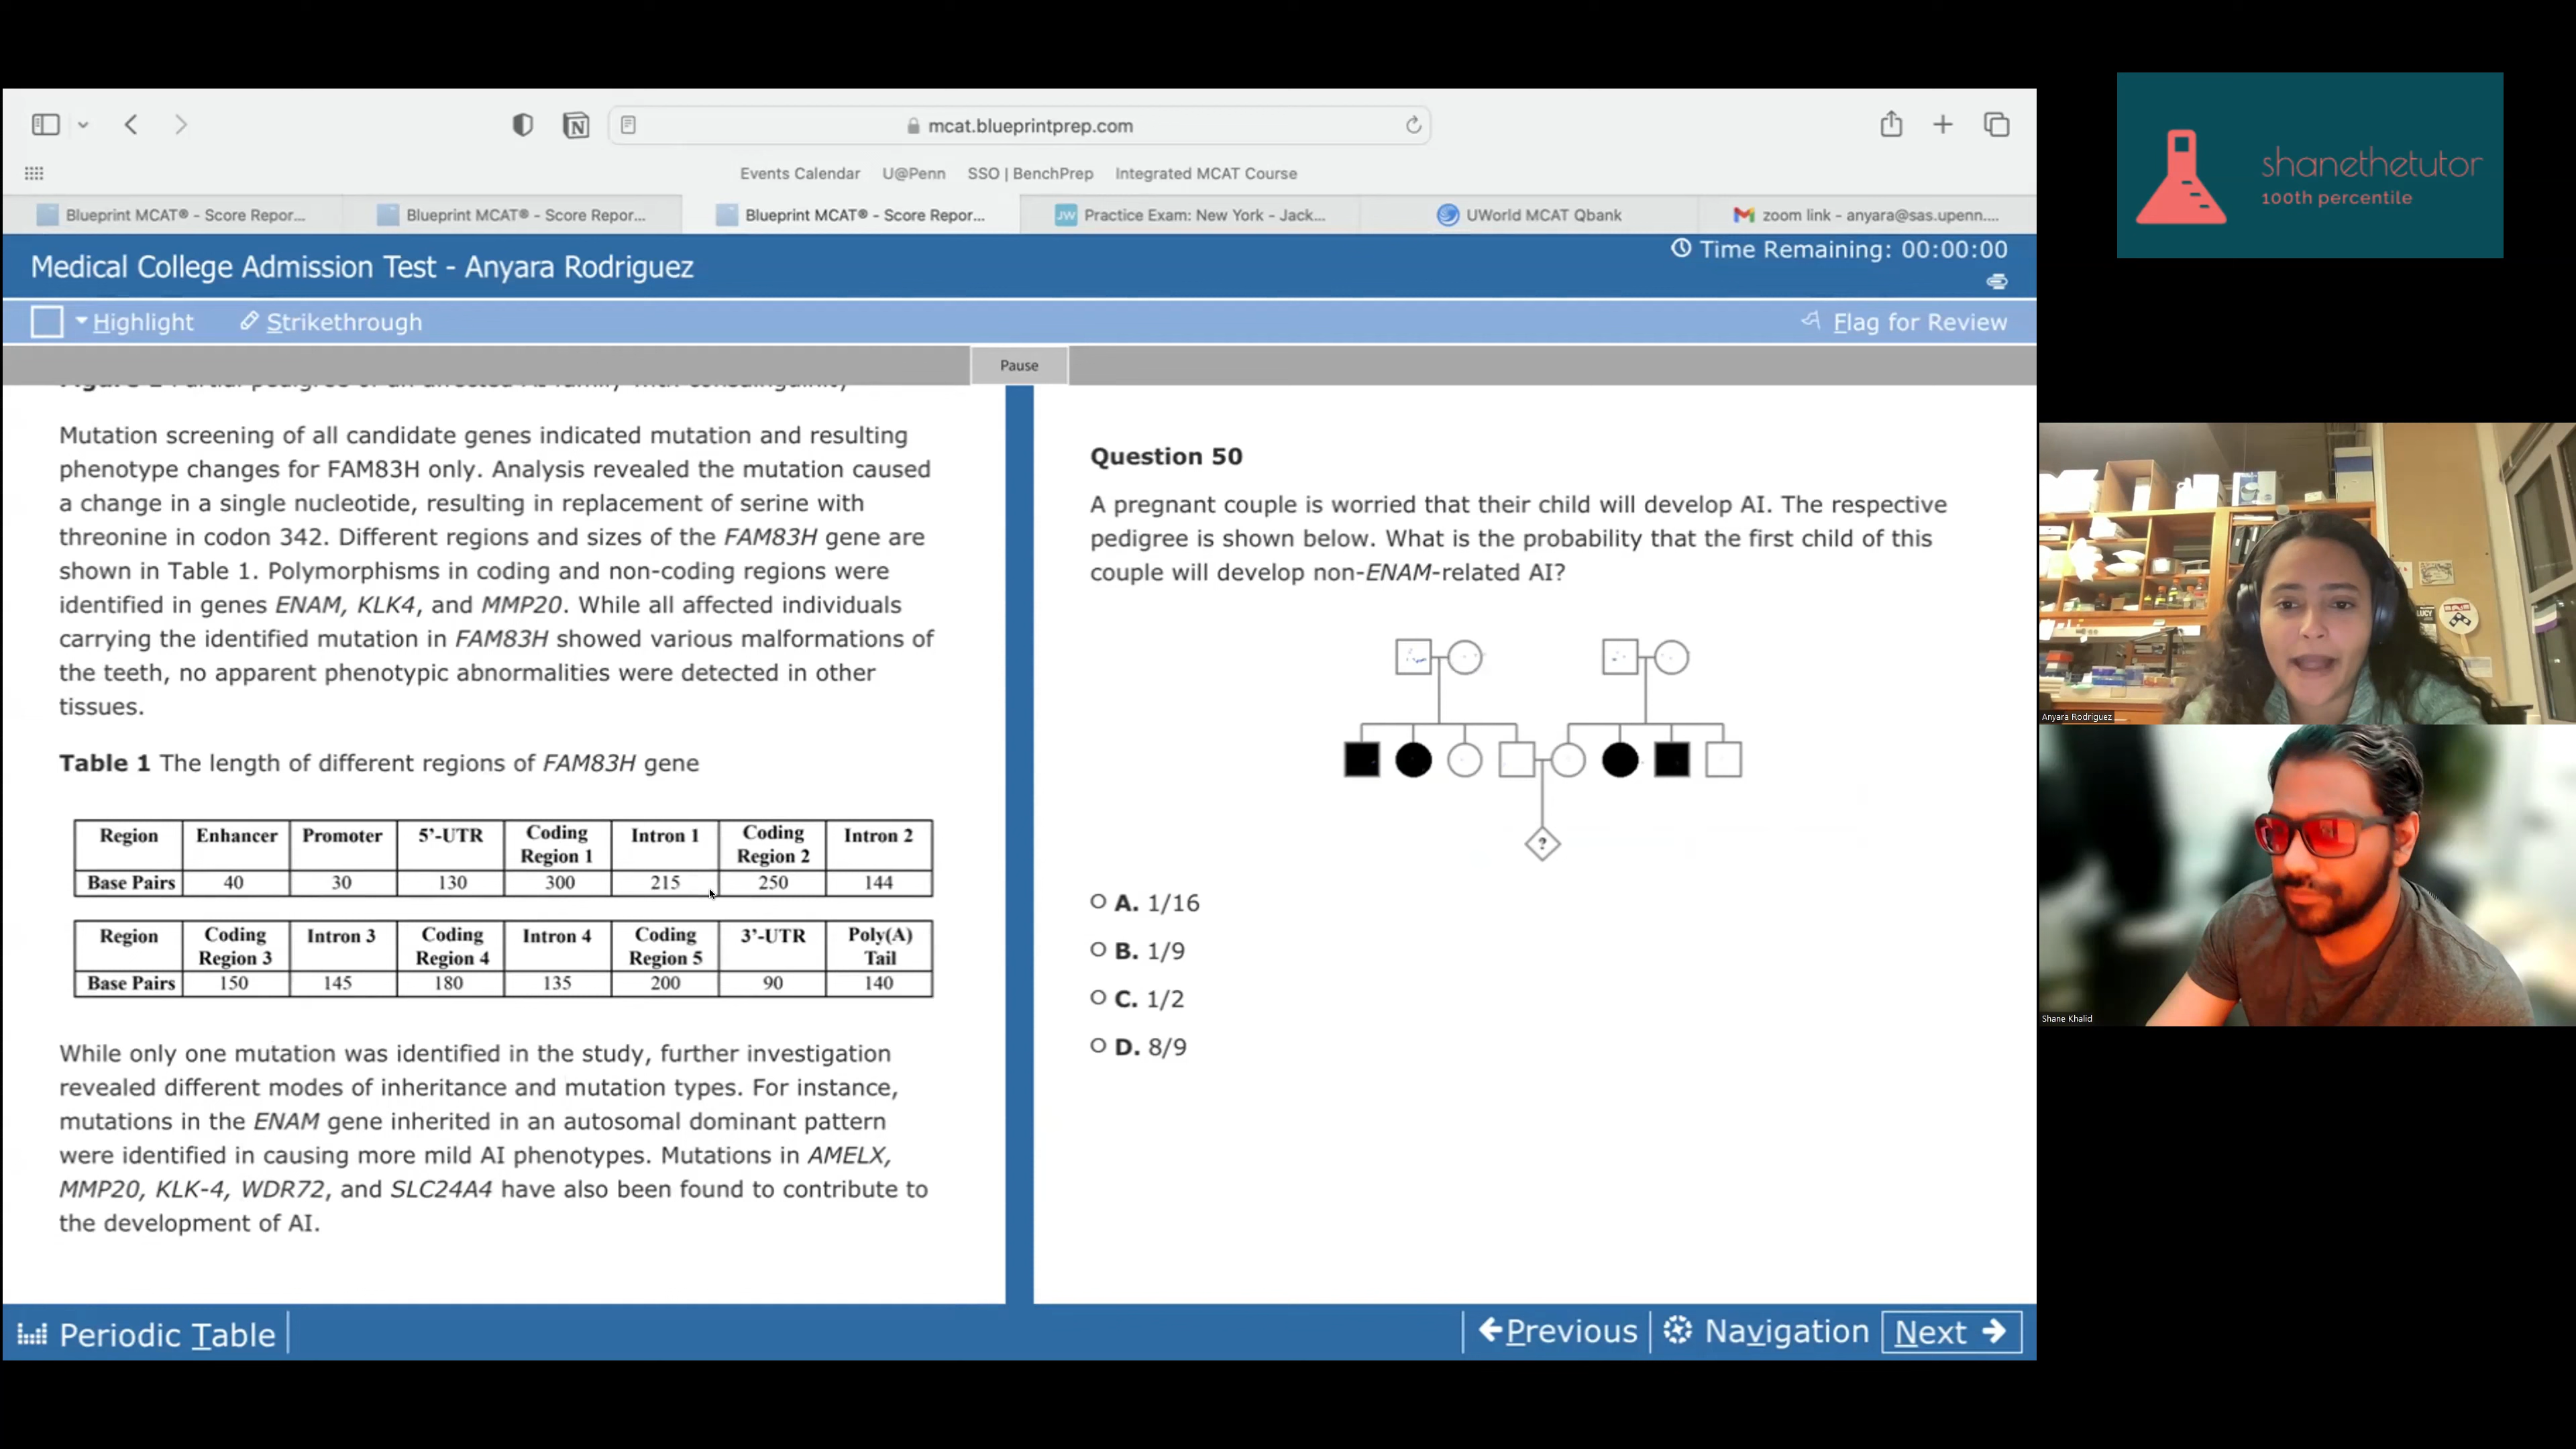 mcat.blueprintprep.com
Events Calendar U@Penn SSO | BenchPrep Integrated MCAT Course
Blueprint MCAT® - Score Repor... Blueprint MCAT® - Score Repor... Blueprint MCAT® - Score Repor... JW Practice Exam: New York - Jack... UWorld MCAT Qbank zoom link - anyara@sas.upenn....
Medical College Admission Test - Anyara Rodriguez
Time Remaining: 00:00:00
Highlight Strikethrough
Flag for Review
Pause
Mutation screening of all candidate genes indicated mutation and resulting
phenotype changes for FAM83H only. Analysis revealed the mutation caused
a change in a single nucleotide, resulting in replacement of serine with
threonine in codon 342. Different regions and sizes of the FAM83H gene are
shown in Table 1. Polymorphisms in coding and non-coding regions were
identified in genes ENAM, KLK4, and MMP20. While all affected individuals
carrying the identified mutation in FAM83H showed various malformations of
the teeth, no apparent phenotypic abnormalities were detected in other
tissues.
Table 1 The length of different regions of FAM83H gene
Region Enhancer Promoter 5'-UTR Coding Region 1 Intron 1 Coding Region 2 Intron 2
Base Pairs 40 30 130 300 215 250 144
Region Coding Region 3 Intron 3 Coding Region 4 Intron 4 Coding Region 5 3'-UTR Poly(A) Tail
Base Pairs 150 145 180 135 200 90 140
While only one mutation was identified in the study, further investigation
revealed different modes of inheritance and mutation types. For instance,
mutations in the ENAM gene inherited in an autosomal dominant pattern
were identified in causing more mild AI phenotypes. Mutations in AMELX,
MMP20, KLK-4, WDR72, and SLC24A4 have also been found to contribute to
the development of AI.
Question 50
A pregnant couple is worried that their child will develop AI. The respective
pedigree is shown below. What is the probability that the first child of this
couple will develop non-ENAM-related AI?
?
A. 1/16
B. 1/9
C. 1/2
D. 8/9
Periodic Table
Previous Navigation Next
shanethetutor
100th percentile
Anyara Rodriguez
Shane Khalid